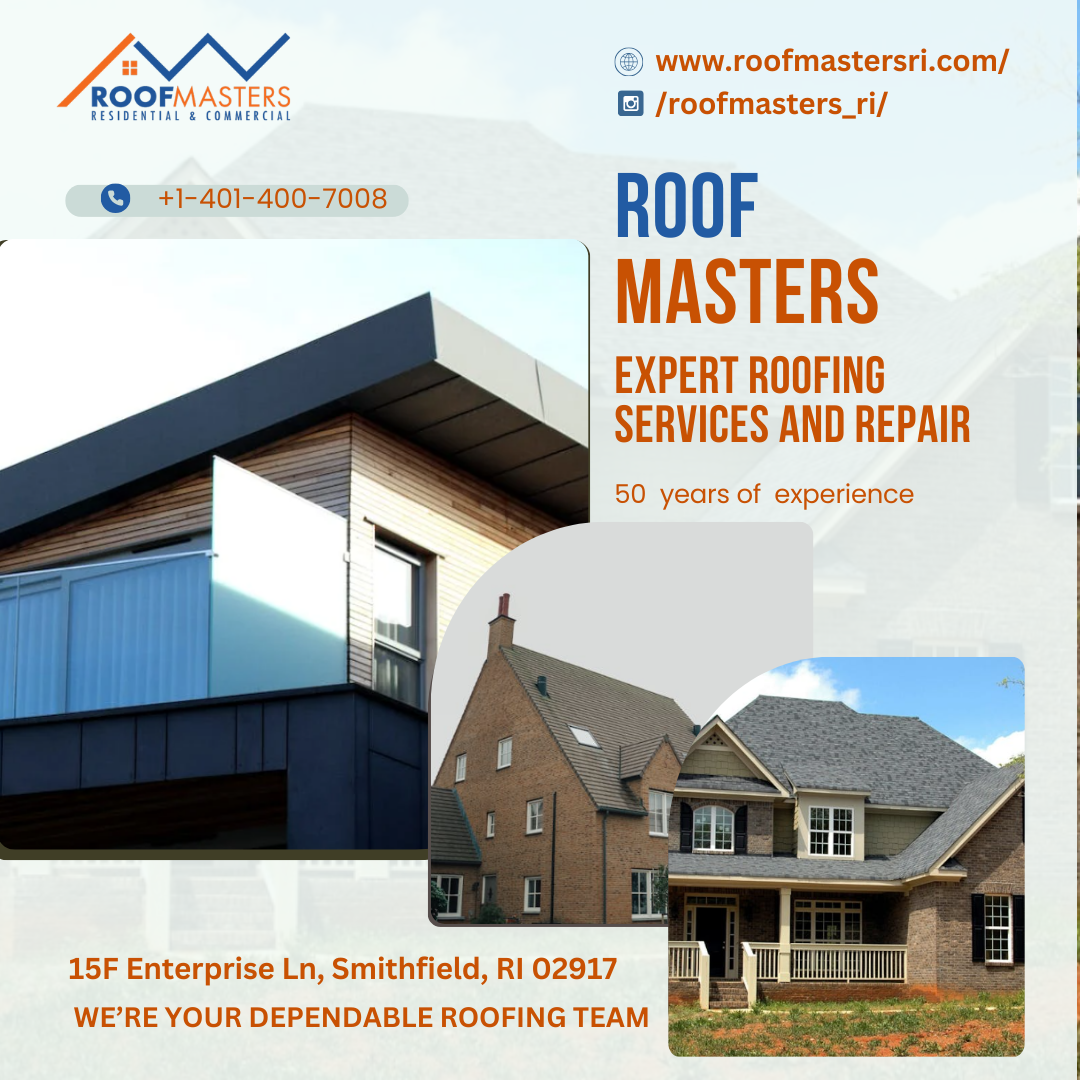 ROOFMASTERS
RESIDENTIAL & COMMERCIAL
www.roofmastersri.com/
/roofmasters_ri/
+1-401-400-7008
ROOF
MASTERS
EXPERT ROOFING
SERVICES AND REPAIR
50 years of experience
15F Enterprise Ln, Smithfield, RI 02917
WE'RE YOUR DEPENDABLE ROOFING TEAM